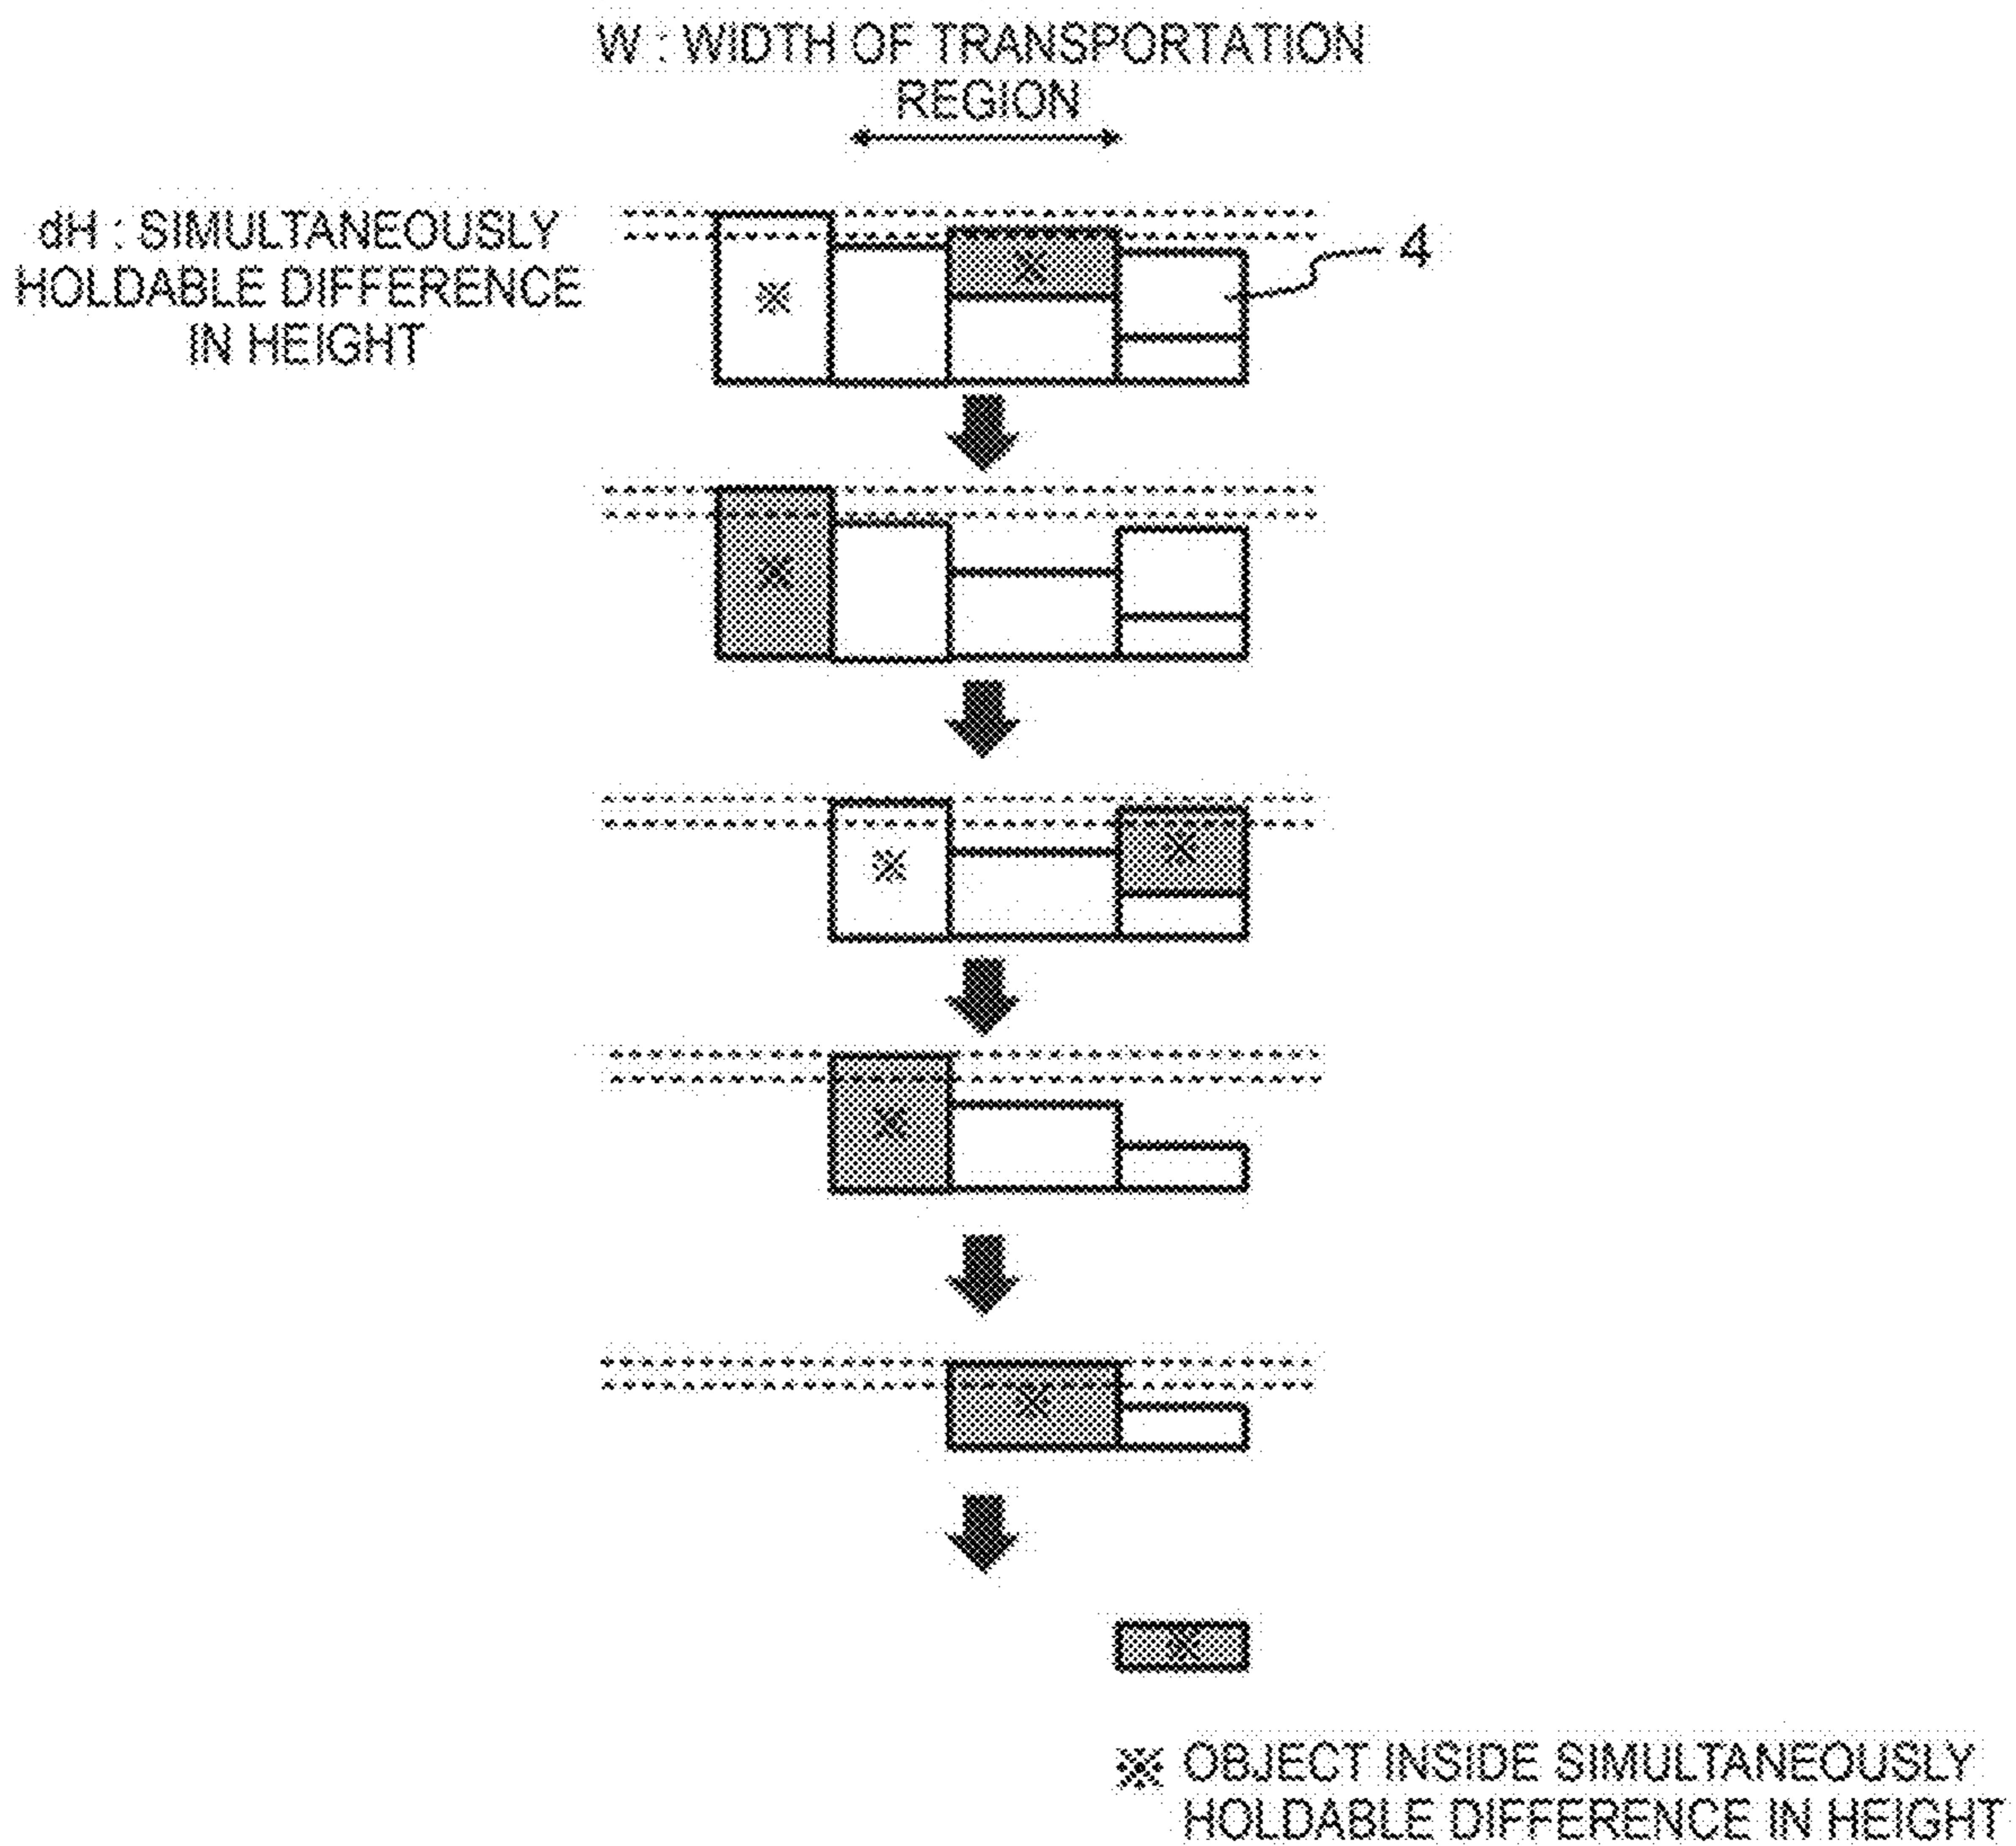 W : WIDTH OF TRANSPORTATION
REGION
dH : SIMULTANEOUSLY
HOLDABLE DIFFERENCE
IN HEIGHT
4
※
※
※
※
※
※
※
※
※
※ OBJECT INSIDE SIMULTANEOUSLY
HOLDABLE DIFFERENCE IN HEIGHT